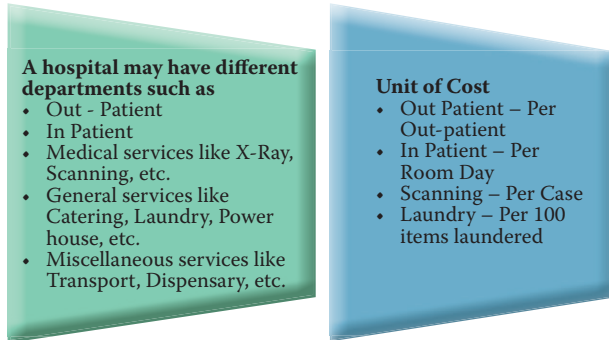 A hospital may have different
departments such as
• Out - Patient
• In Patient
• Medical services like X-Ray,
Scanning, etc.
• General services like
Catering, Laundry, Power
house, etc.
• Miscellaneous services like
Transport, Dispensary, etc.
Unit of Cost
• Out Patient – Per
Out-patient
• In Patient – Per
Room Day
• Scanning – Per Case
• Laundry – Per 100
items laundered